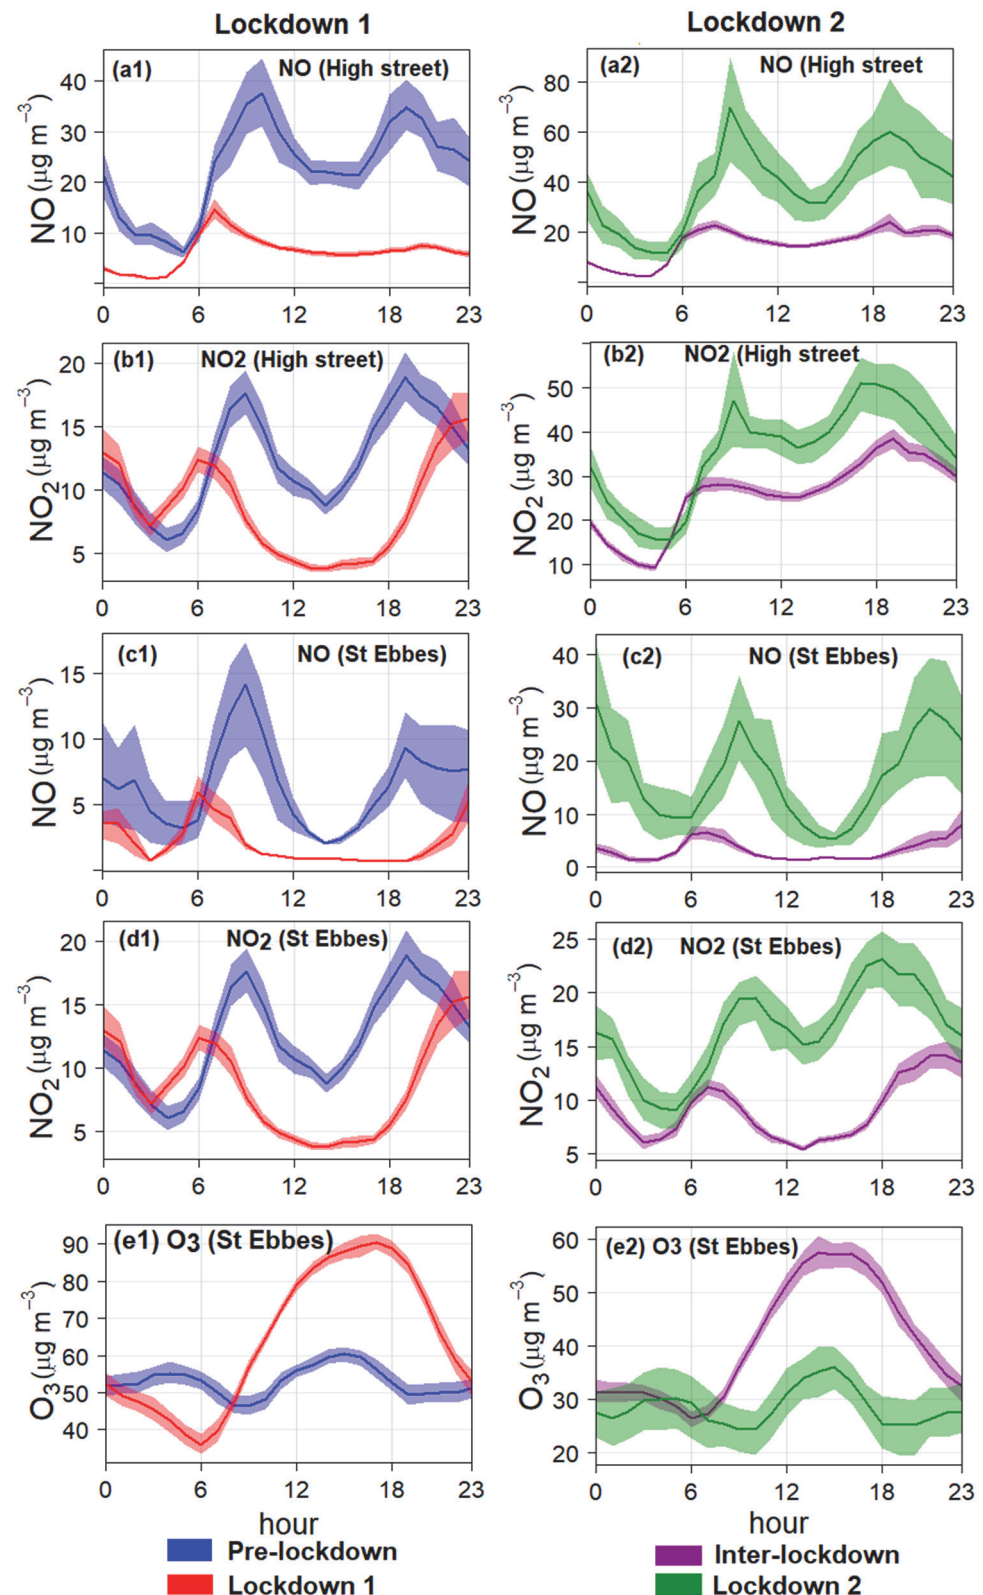 Lockdown 1
Lockdown 2
(a1) NO (High street)
NO (µg m⁻³)
40
30
20
10
0 6 12 18 23
(a2) NO (High street
NO (µg m⁻³)
80
60
40
20
0 6 12 18 23
(b1) NO2 (High street)
NO₂ (µg m⁻³)
20
15
10
5
0 6 12 18 23
(b2) NO2 (High street
NO₂ (µg m⁻³)
50
40
30
20
10
0 6 12 18 23
(c1) NO (St Ebbes)
NO (µg m⁻³)
15
10
5
0 6 12 18 23
(c2) NO (St Ebbes)
NO (µg m⁻³)
40
30
20
10
0
0 6 12 18 23
(d1) NO₂ (St Ebbes)
NO₂ (µg m⁻³)
20
15
10
5
0 6 12 18 23
(d2) NO2 (St Ebbes)
NO₂ (µg m⁻³)
25
20
15
10
5
0 6 12 18 23
(e1) O₃ (St Ebbes)
O₃ (µg m⁻³)
90
80
70
60
50
40
0 6 12 18 23
hour
(e2) O3 (St Ebbes)
O₃ (µg m⁻³)
60
50
40
30
20
0 6 12 18 23
hour
Pre-lockdown
Lockdown 1
Inter-lockdown
Lockdown 2